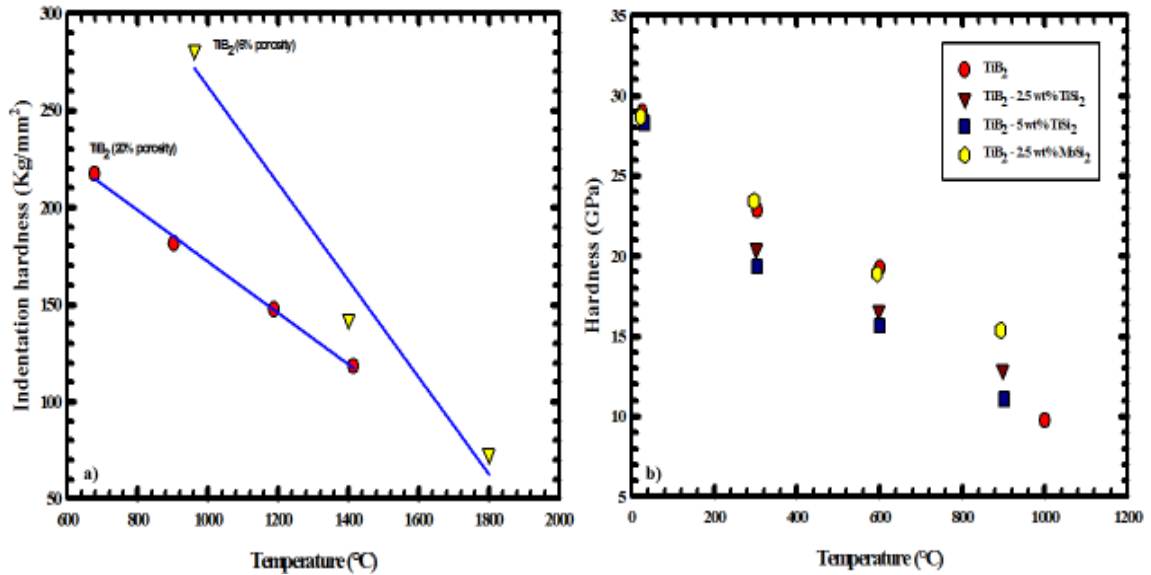 300
250
200
150
100
50
600
800
1000
1200
1400
1600
1800
2000
Indentation hardness (Kg/mm²)
Temperature (°C)
TiB₂ (6% porosity)
TiB₂ (20% porosity)
a)
35
30
25
20
15
10
5
0
200
400
600
800
1000
1200
Hardness (GPa)
Temperature (°C)
TiB₂
TiB₂ - 2.5 wt% TiSi₂
TiB₂ - 5 wt% TiSi₂
TiB₂ - 2.5 wt% MoSi₂
b)